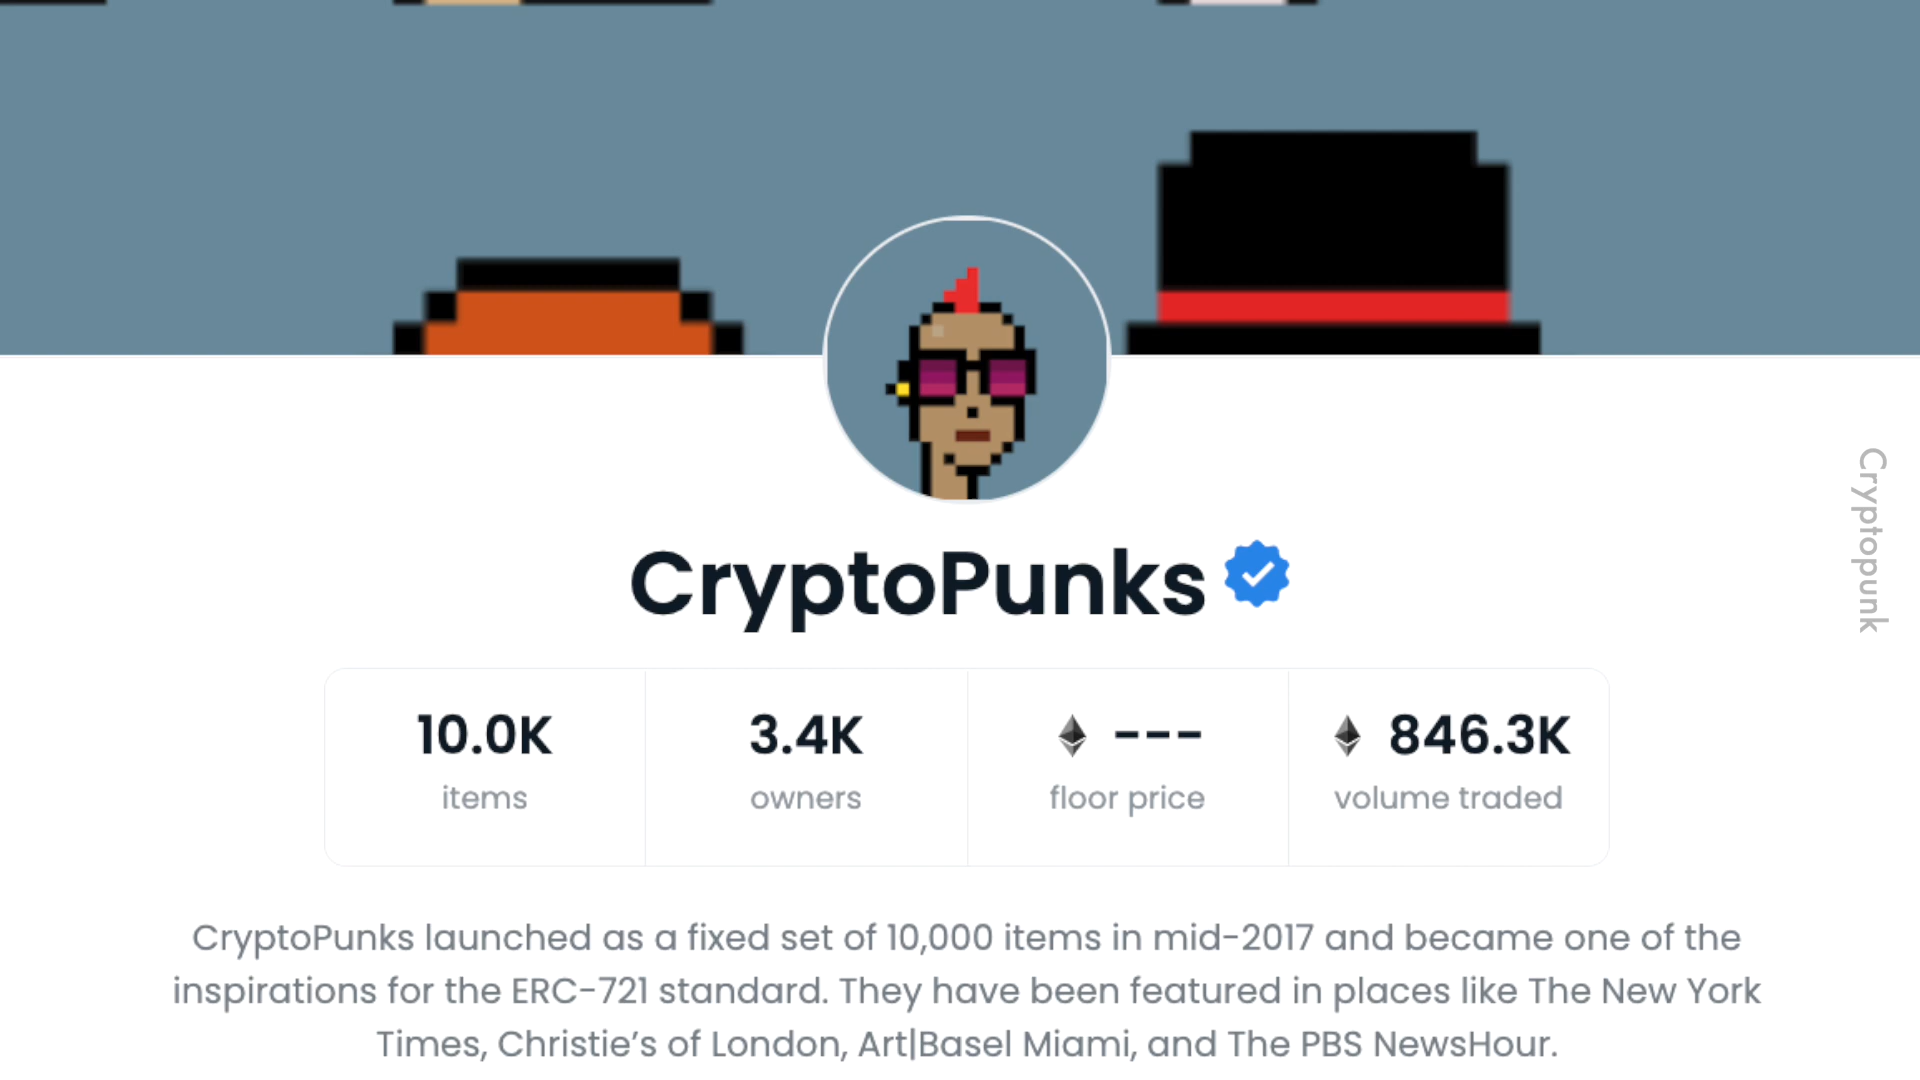 CryptoPunks
10.0K
items
3.4K
owners
---
floor price
846.3K
volume traded
CryptoPunks launched as a fixed set of 10,000 items in mid-2017 and became one of the
inspirations for the ERC-721 standard. They have been featured in places like The New York
Times, Christie’s of London, Art|Basel Miami, and The PBS NewsHour.
Cryptopunk